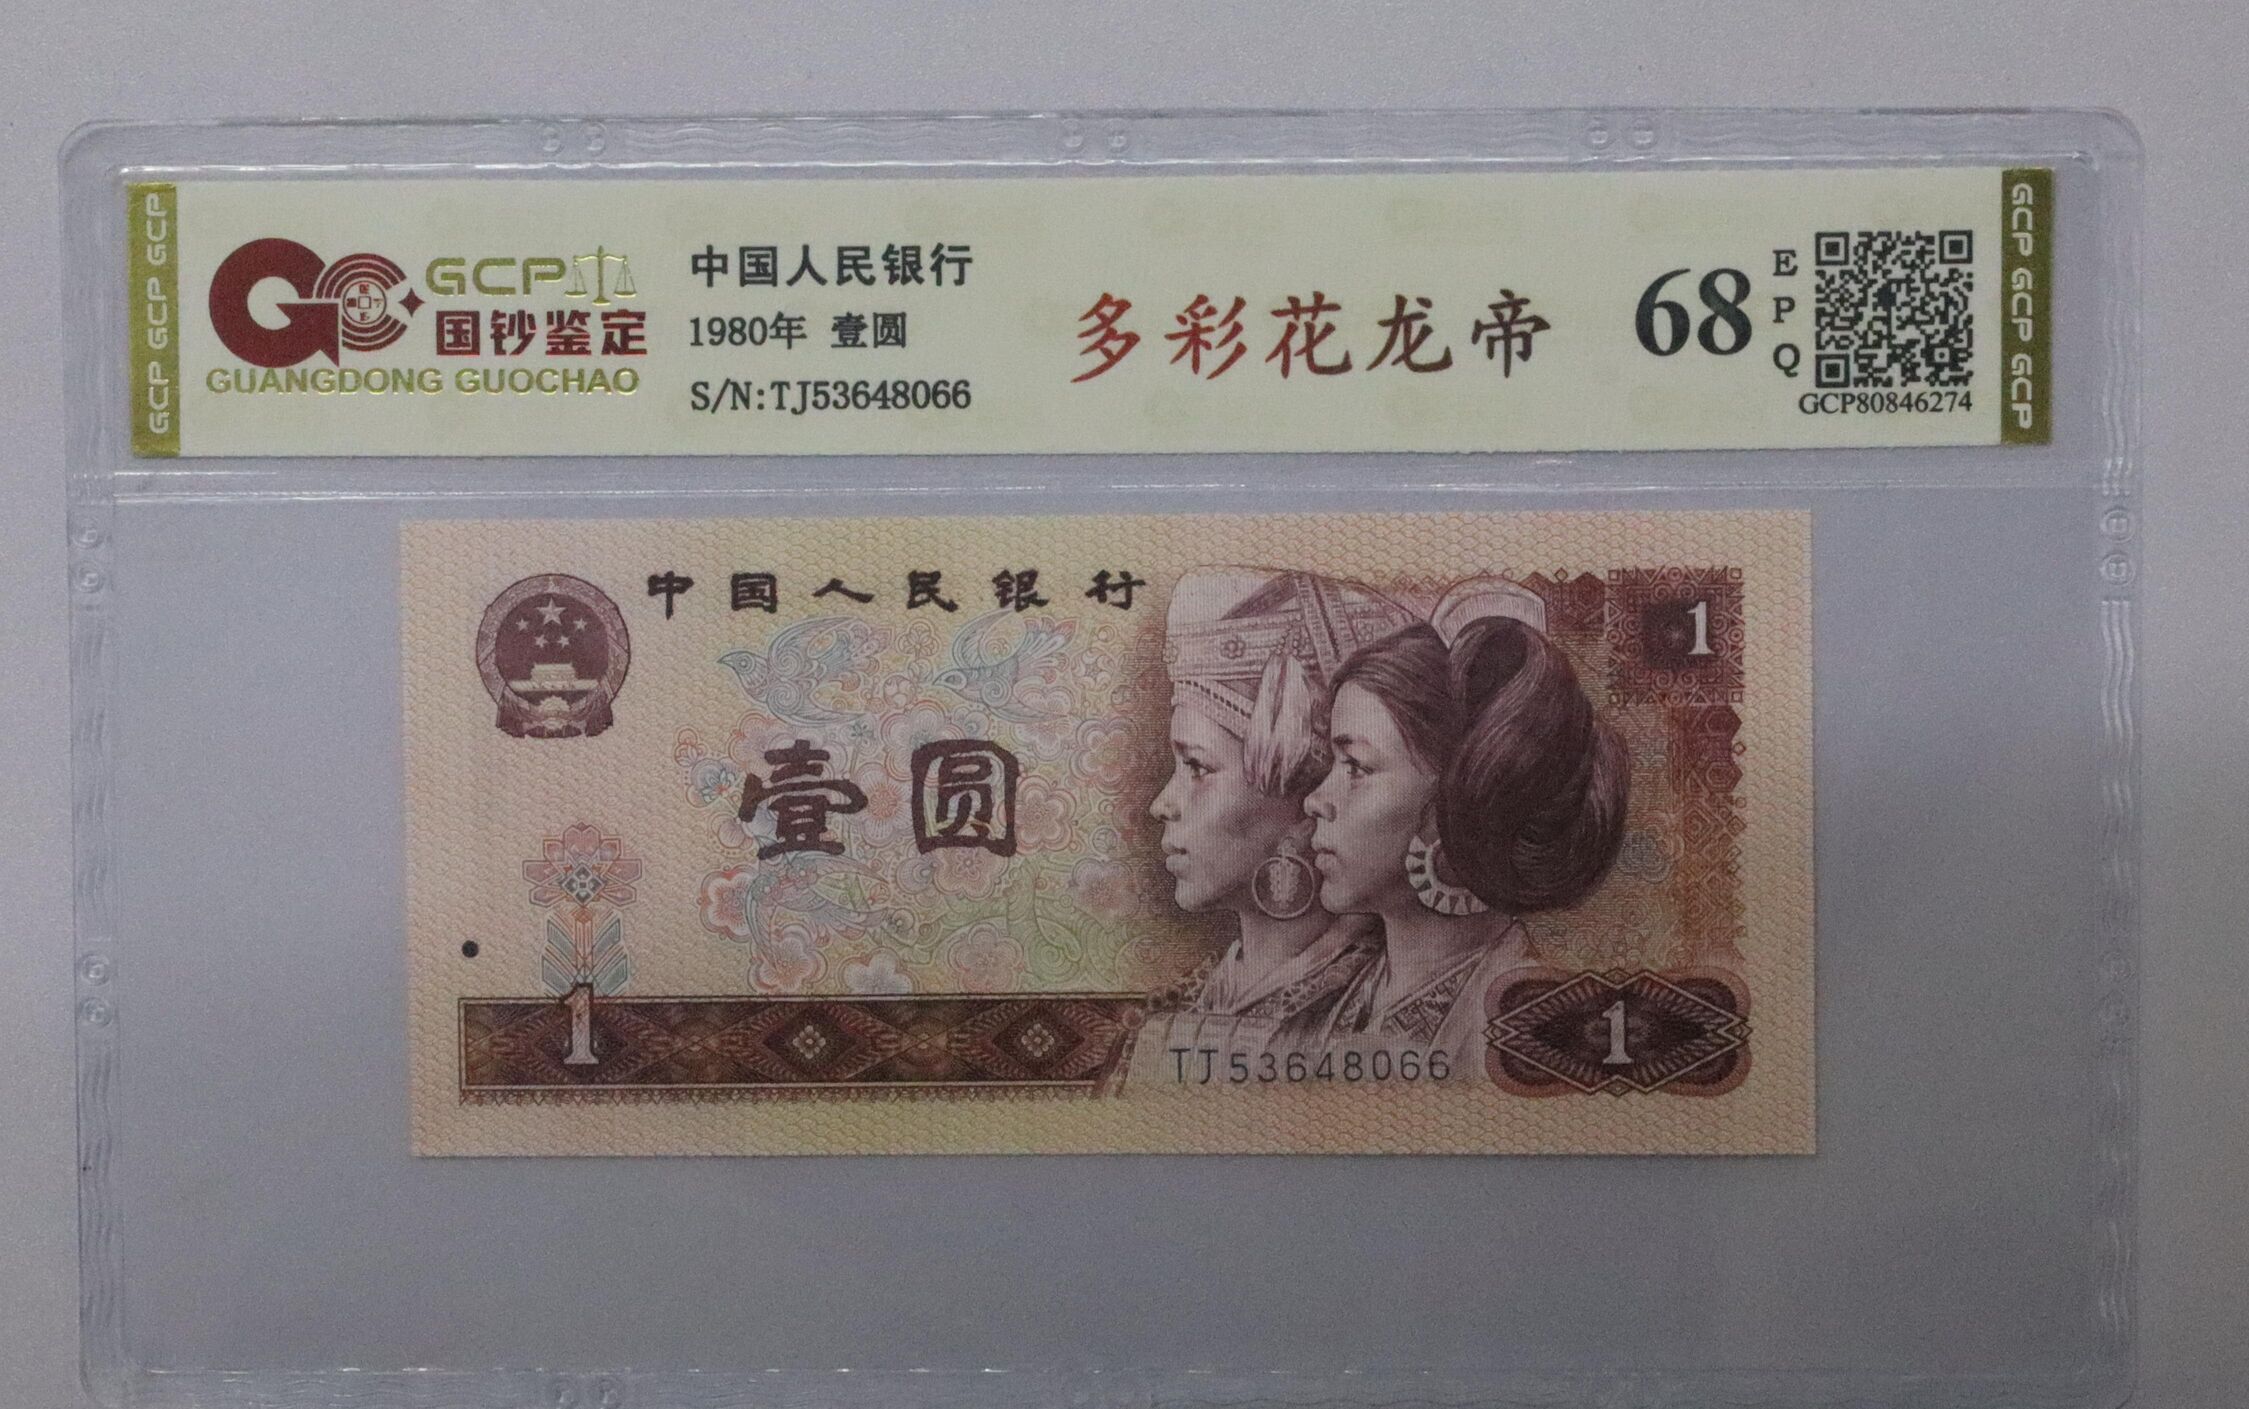 GCP GCP GCP
GCP
国钞鉴定
GUANGDONG GUOCHAO
中国人民银行
1980年 壹圆
S/N:TJ53648066
多彩花龙帝
68
EPQ
GCP80846274
GCP GCP GCP
中国人民银行
1
壹圆
1
TJ53648066
1